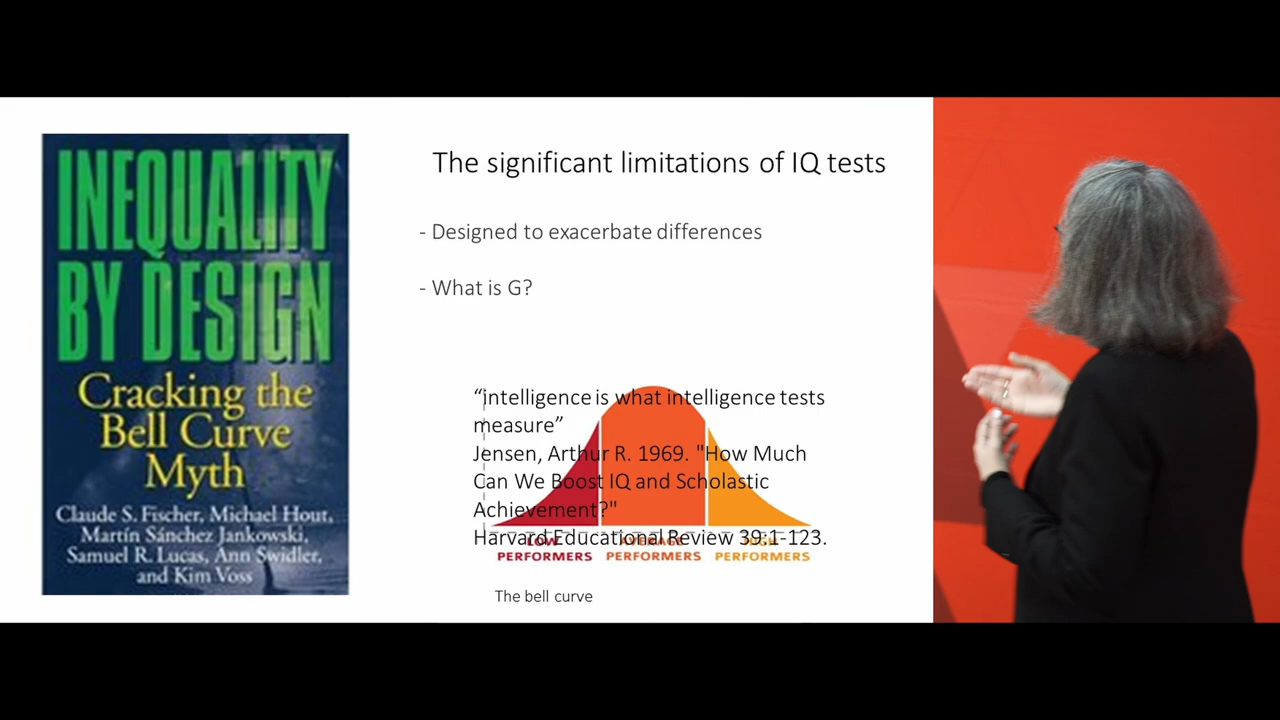 INEQUALITY
BY DESIGN
Cracking the
Bell Curve
Myth
Claude S. Fischer, Michael Hout,
Martín Sánchez Jankowski,
Samuel R. Lucas, Ann Swidler,
and Kim Voss
The significant limitations of IQ tests
- Designed to exacerbate differences
- What is G?
“intelligence is what intelligence tests
measure”
Jensen, Arthur R. 1969. "How Much
Can We Boost IQ and Scholastic
Achievement?"
Harvard Educational Review 39:1-123.
PERFORMERS
PERFORMERS
PERFORMERS
The bell curve